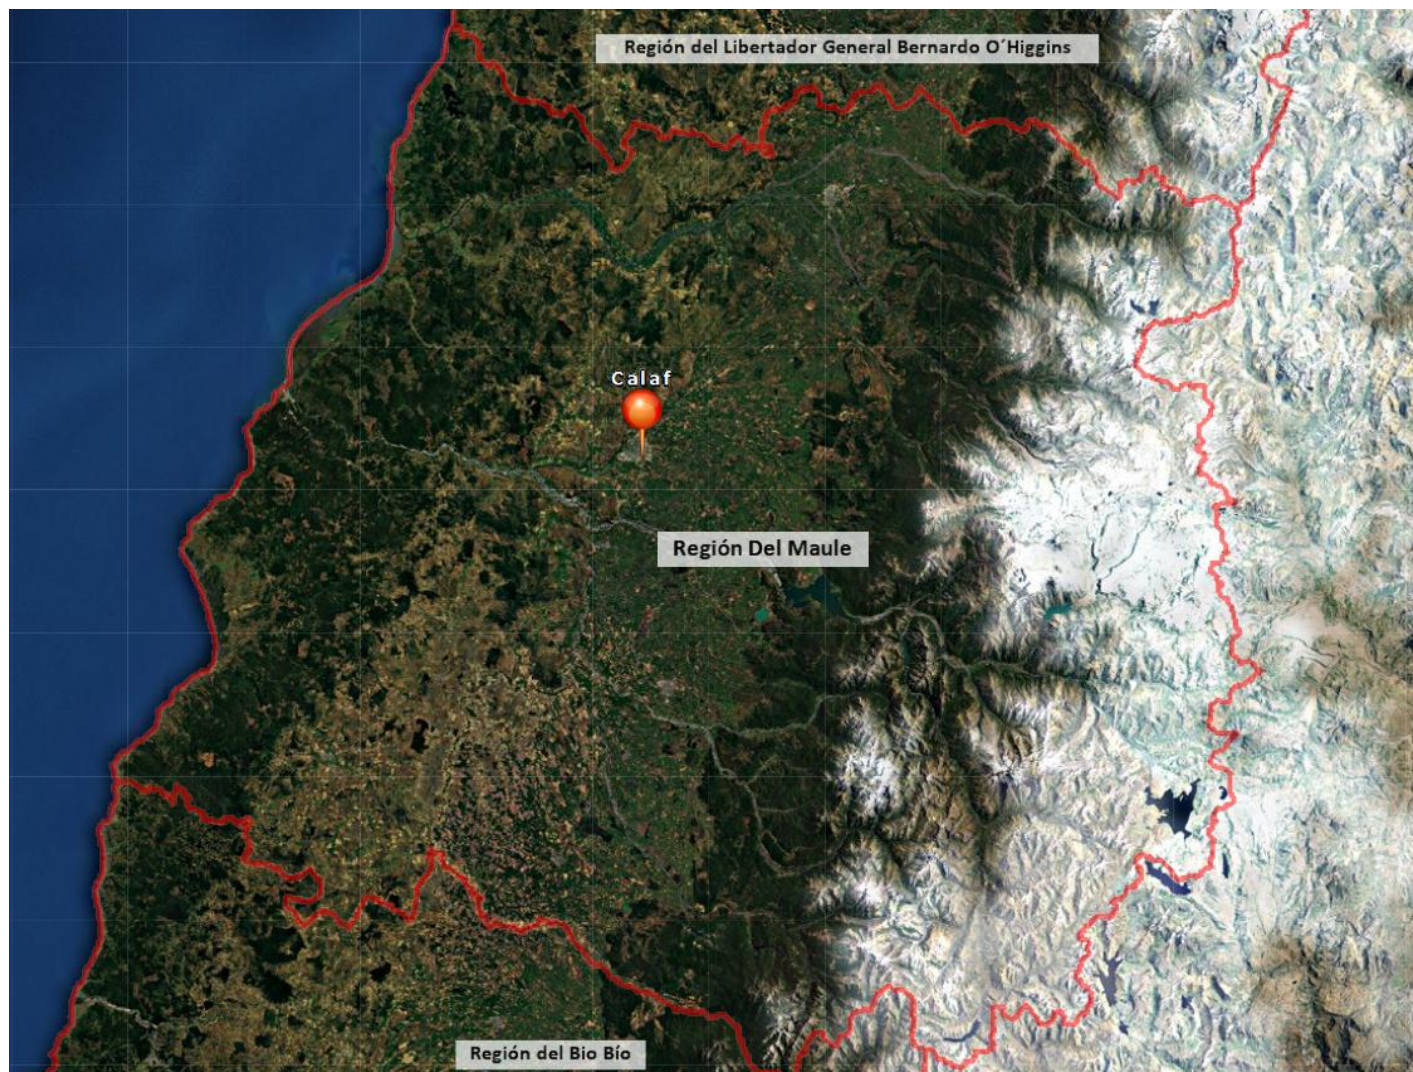 Región del Libertador General Bernardo O´Higgins
Calaf
Región Del Maule
Región del Bio Bío